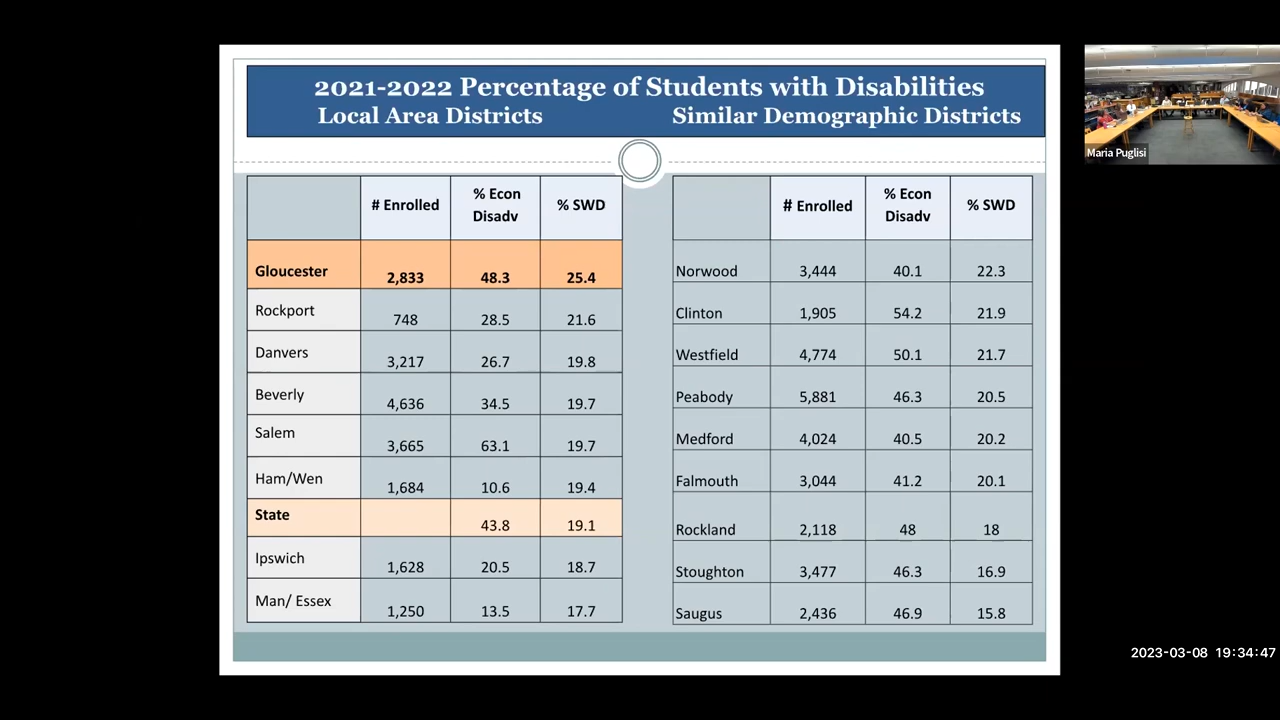 2021-2022 Percentage of Students with Disabilities
Local Area Districts Similar Demographic Districts
# Enrolled % Econ Disadv % SWD
Gloucester 2,833 48.3 25.4
Rockport 748 28.5 21.6
Danvers 3,217 26.7 19.8
Beverly 4,636 34.5 19.7
Salem 3,665 63.1 19.7
Ham/Wen 1,684 10.6 19.4
State 43.8 19.1
Ipswich 1,628 20.5 18.7
Man/ Essex 1,250 13.5 17.7
# Enrolled % Econ Disadv % SWD
Norwood 3,444 40.1 22.3
Clinton 1,905 54.2 21.9
Westfield 4,774 50.1 21.7
Peabody 5,881 46.3 20.5
Medford 4,024 40.5 20.2
Falmouth 3,044 41.2 20.1
Rockland 2,118 48 18
Stoughton 3,477 46.3 16.9
Saugus 2,436 46.9 15.8
Maria Puglisi
2023-03-08 19:34:47